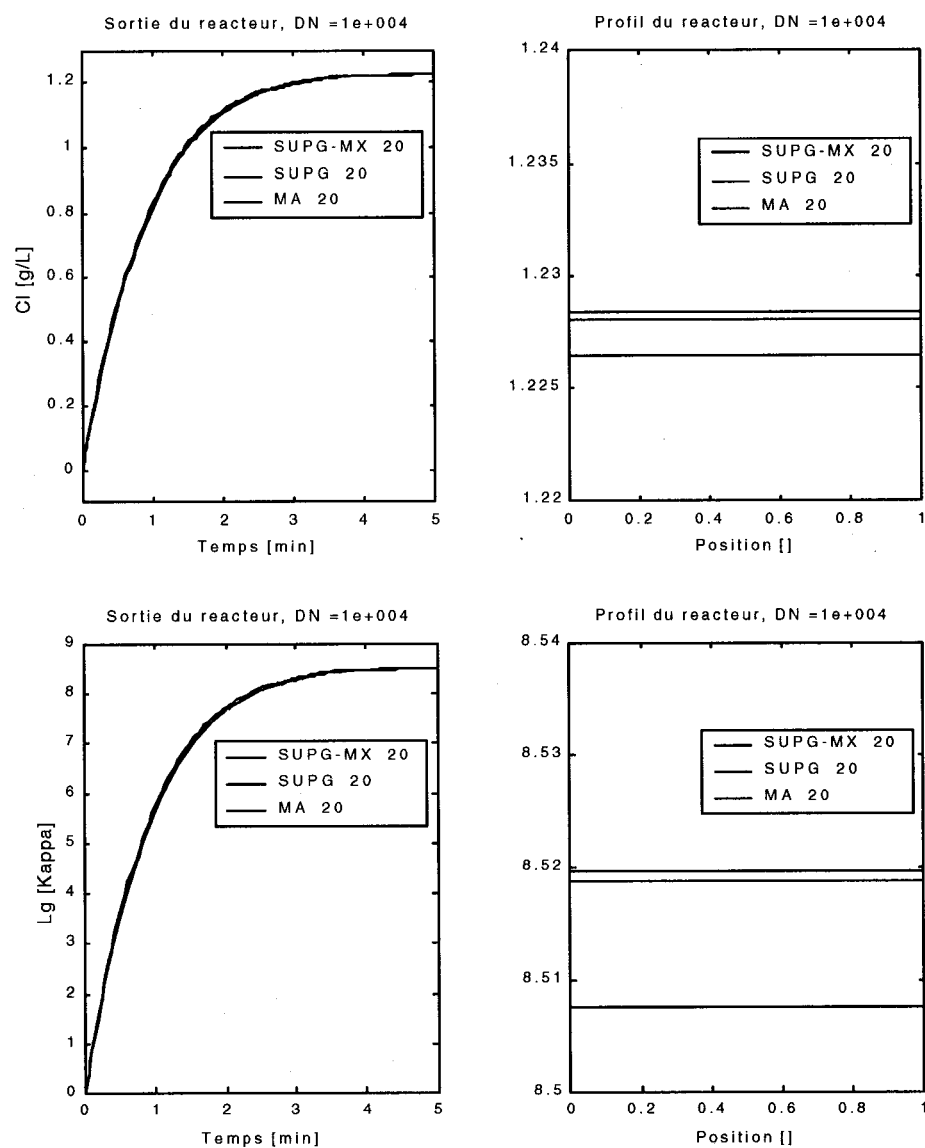 Sortie du reacteur, DN =1e+004
1.2
1
0.8
0.6
0.4
0.2
0
Cl [g/L]
SUPG-MX 20
SUPG 20
MA 20
0 1 2 3 4 5
Temps [min]
Profil du reacteur, DN =1e+004
1.24
1.235
1.23
1.225
1.22
SUPG-MX 20
SUPG 20
MA 20
0 0.2 0.4 0.6 0.8 1
Position []
Sortie du reacteur, DN =1e+004
9
8
7
6
5
4
3
2
1
0
Lg [Kappa]
SUPG-MX 20
SUPG 20
MA 20
0 1 2 3 4 5
Temps [min]
Profil du reacteur, DN =1e+004
8.54
8.53
8.52
8.51
8.5
SUPG-MX 20
SUPG 20
MA 20
0 0.2 0.4 0.6 0.8 1
Position []